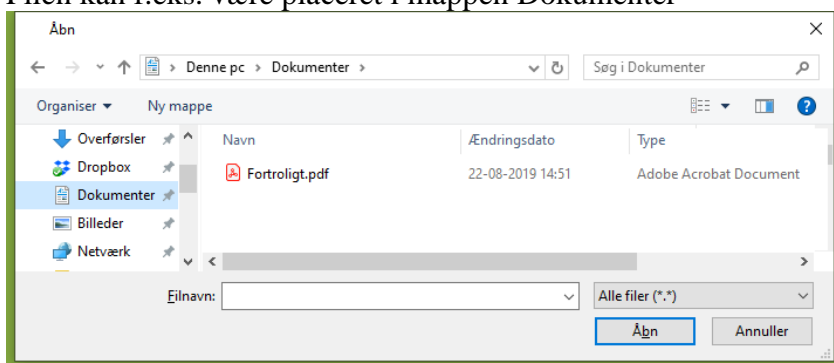 Filen kan f.eks. være placeret i mappen Dokumenter
Åbn
Denne pc > Dokumenter >
Søg i Dokumenter
Organiser
Ny mappe
Overførsler
Dropbox
Dokumenter
Billeder
Netværk
Navn
Ændringsdato
Type
Fortroligt.pdf
22-08-2019 14:51
Adobe Acrobat Document
Filnavn:
Alle filer (*.*)
Åbn
Annuller